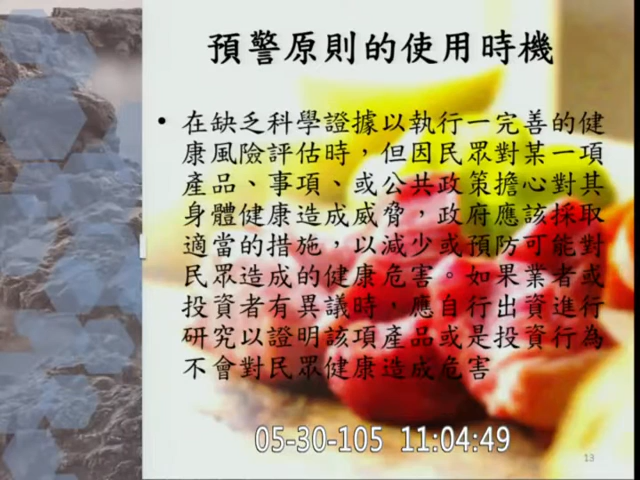 預警原則的使用時機
• 在缺乏科學證據以執行一完善的健
康風險評估時，但因民眾對某一項
產品、事項、或公共政策擔心對其
身體健康造成威脅，政府應該採取
適當的措施，以減少或預防可能對
民眾造成的健康危害。如果業者或
投資者有異議時，應自行出資進行
研究以證明該項產品或是投資行為
不會對民眾健康造成危害
05-30-105 11:04:49
13